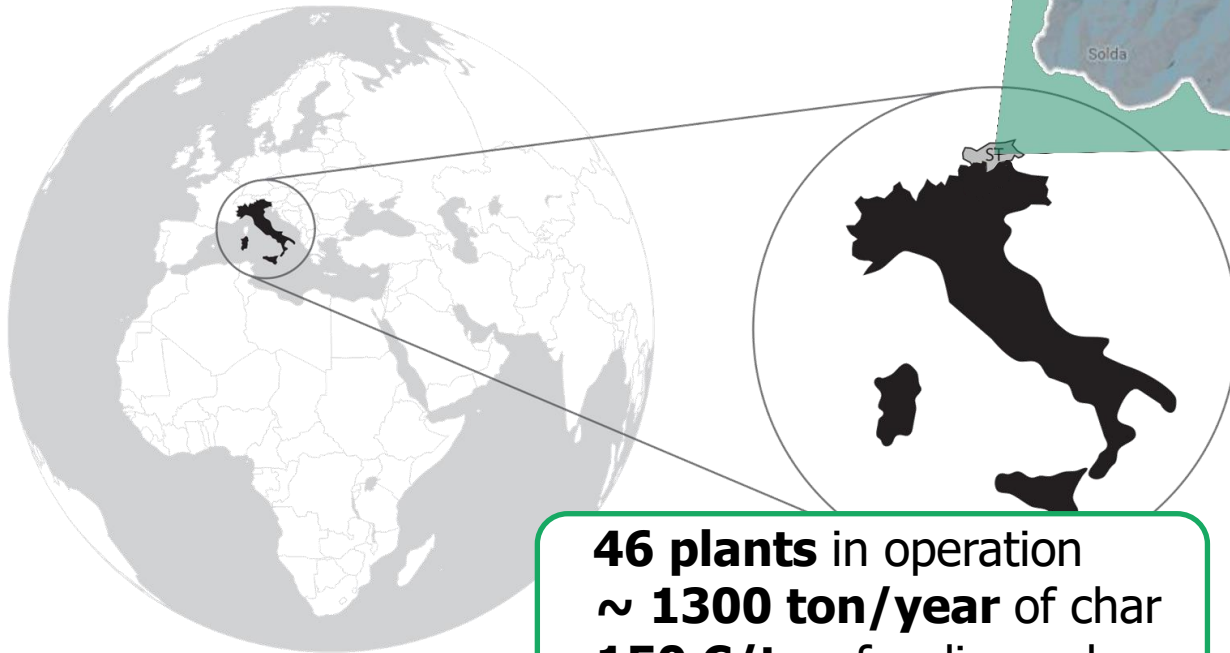 Solda
ST
46 plants in operation
~ 1300 ton/year of char